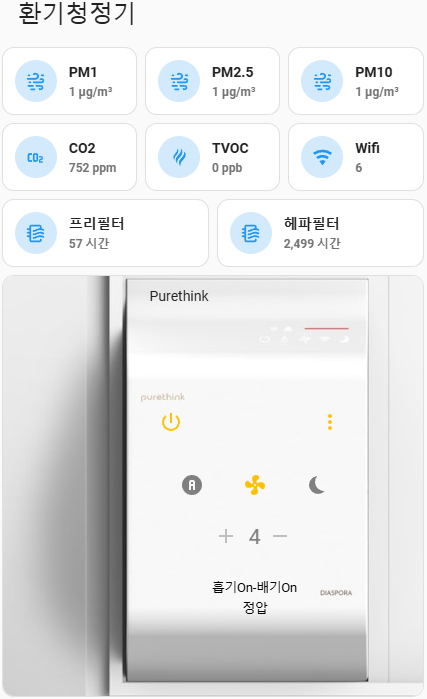 환기청정기
PM1
1 µg/m³
PM2.5
1 µg/m³
PM10
1 µg/m³
CO2
752 ppm
TVOC
0 ppb
Wifi
6
프리필터
57 시간
헤파필터
2,499 시간
Purethink
purethink
A
+ 4 −
흡기On-배기On
정압
DIASPORA